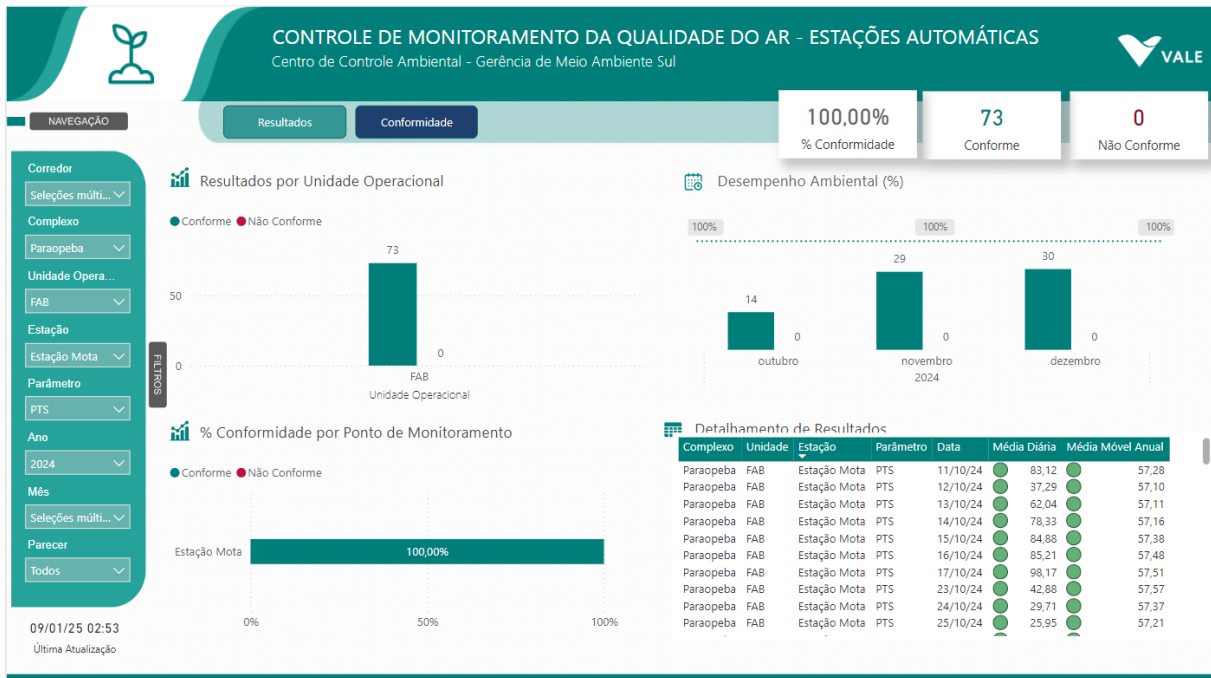 CONTROLE DE MONITORAMENTO DA QUALIDADE DO AR - ESTAÇÕES AUTOMÁTICAS
Centro de Controle Ambiental - Gerência de Meio Ambiente Sul
VALE
NAVEGAÇÃO
Resultados
Conformidade
100,00%
% Conformidade
73
Conforme
0
Não Conforme
Corredor
Seleções múlti...
Complexo
Paraopeba
Unidade Opera...
FAB
Estação
Estação Mota
Parâmetro
PTS
Ano
2024
Mês
Seleções múlti...
Parecer
Todos
09/01/25 02:53
Última Atualização
FILTROS
Resultados por Unidade Operacional
Conforme Não Conforme
73
50
0
0
FAB
Unidade Operacional
Desempenho Ambiental (%)
100% 100% 100%
14 0 29 0 30 0
outubro novembro dezembro
2024
% Conformidade por Ponto de Monitoramento
Conforme Não Conforme
Estação Mota 100,00%
0% 50% 100%
Detalhamento de Resultados
Complexo Unidade Estação Parâmetro Data Média Diária Média Móvel Anual
Paraopeba FAB Estação Mota PTS 11/10/24 83,12 57,28
Paraopeba FAB Estação Mota PTS 12/10/24 37,29 57,10
Paraopeba FAB Estação Mota PTS 13/10/24 62,04 57,11
Paraopeba FAB Estação Mota PTS 14/10/24 78,33 57,16
Paraopeba FAB Estação Mota PTS 15/10/24 84,88 57,38
Paraopeba FAB Estação Mota PTS 16/10/24 85,21 57,48
Paraopeba FAB Estação Mota PTS 17/10/24 98,17 57,51
Paraopeba FAB Estação Mota PTS 23/10/24 42,88 57,57
Paraopeba FAB Estação Mota PTS 24/10/24 29,71 57,37
Paraopeba FAB Estação Mota PTS 25/10/24 25,95 57,21